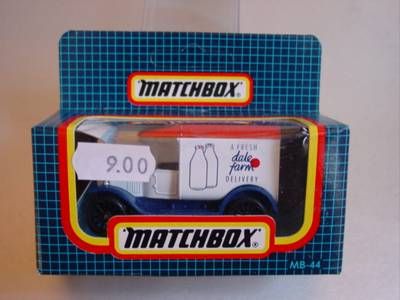 MATCHBOX®
9.00
A FRESH
dale
farm
DELIVERY
MATCHBOX®
MB-44